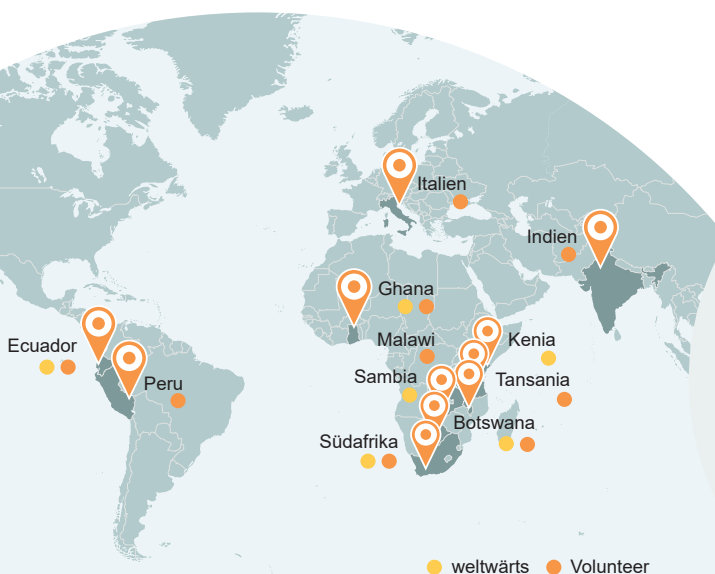 Italien
Indien
Ghana
Malawi
Kenia
Ecuador
Sambia
Tansania
Peru
Botswana
Südafrika
weltwärts Volunteer